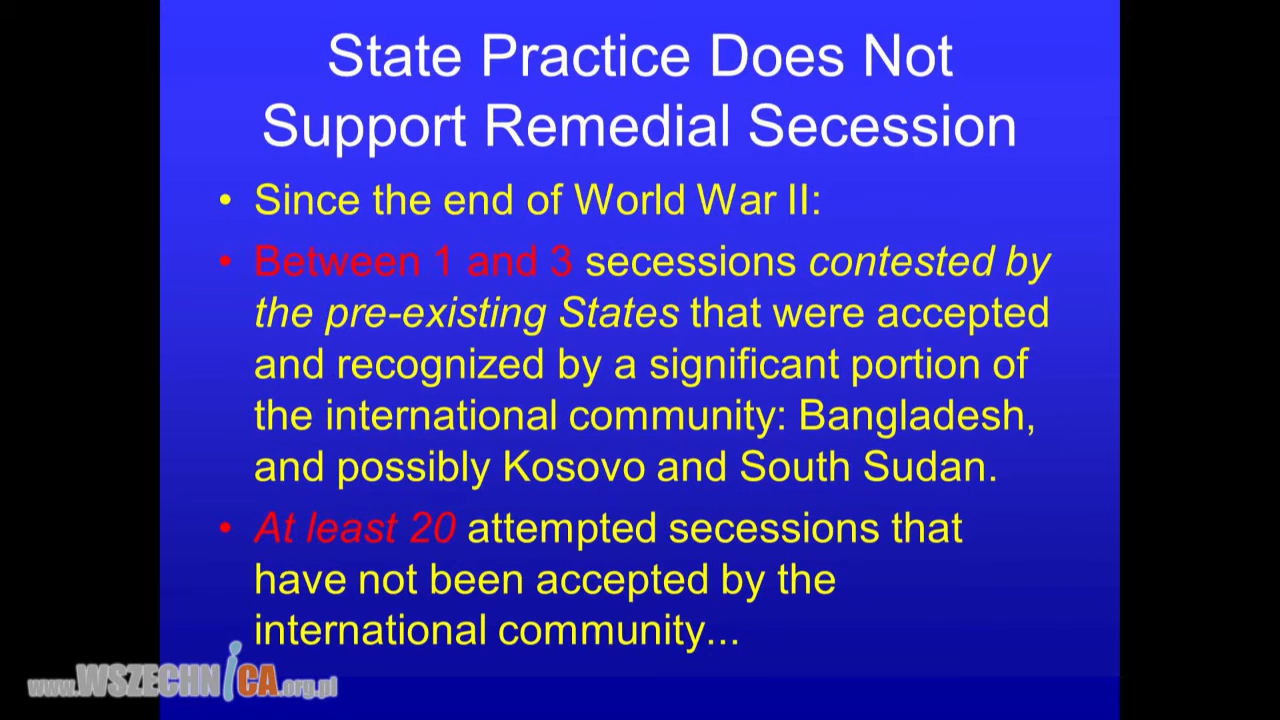 State Practice Does Not
Support Remedial Secession
• Since the end of World War II:
• Between 1 and 3 secessions contested by
the pre-existing States that were accepted
and recognized by a significant portion of
the international community: Bangladesh,
and possibly Kosovo and South Sudan.
• At least 20 attempted secessions that
have not been accepted by the
international community...
www.WSZECHNICA.org.pl